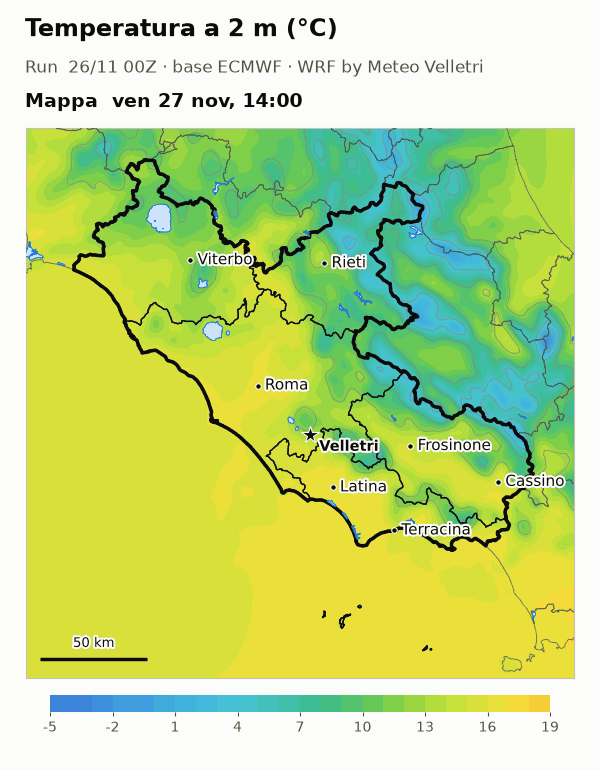 Temperatura a 2 m (°C)
Run  26/11 00Z · base ECMWF · WRF by Meteo Velletri
Mappa  ven 27 nov, 14:00
Viterbo
Rieti
Roma
Velletri
Frosinone
Latina
Cassino
Terracina
50 km
-5 -2 1 4 7 10 13 16 19